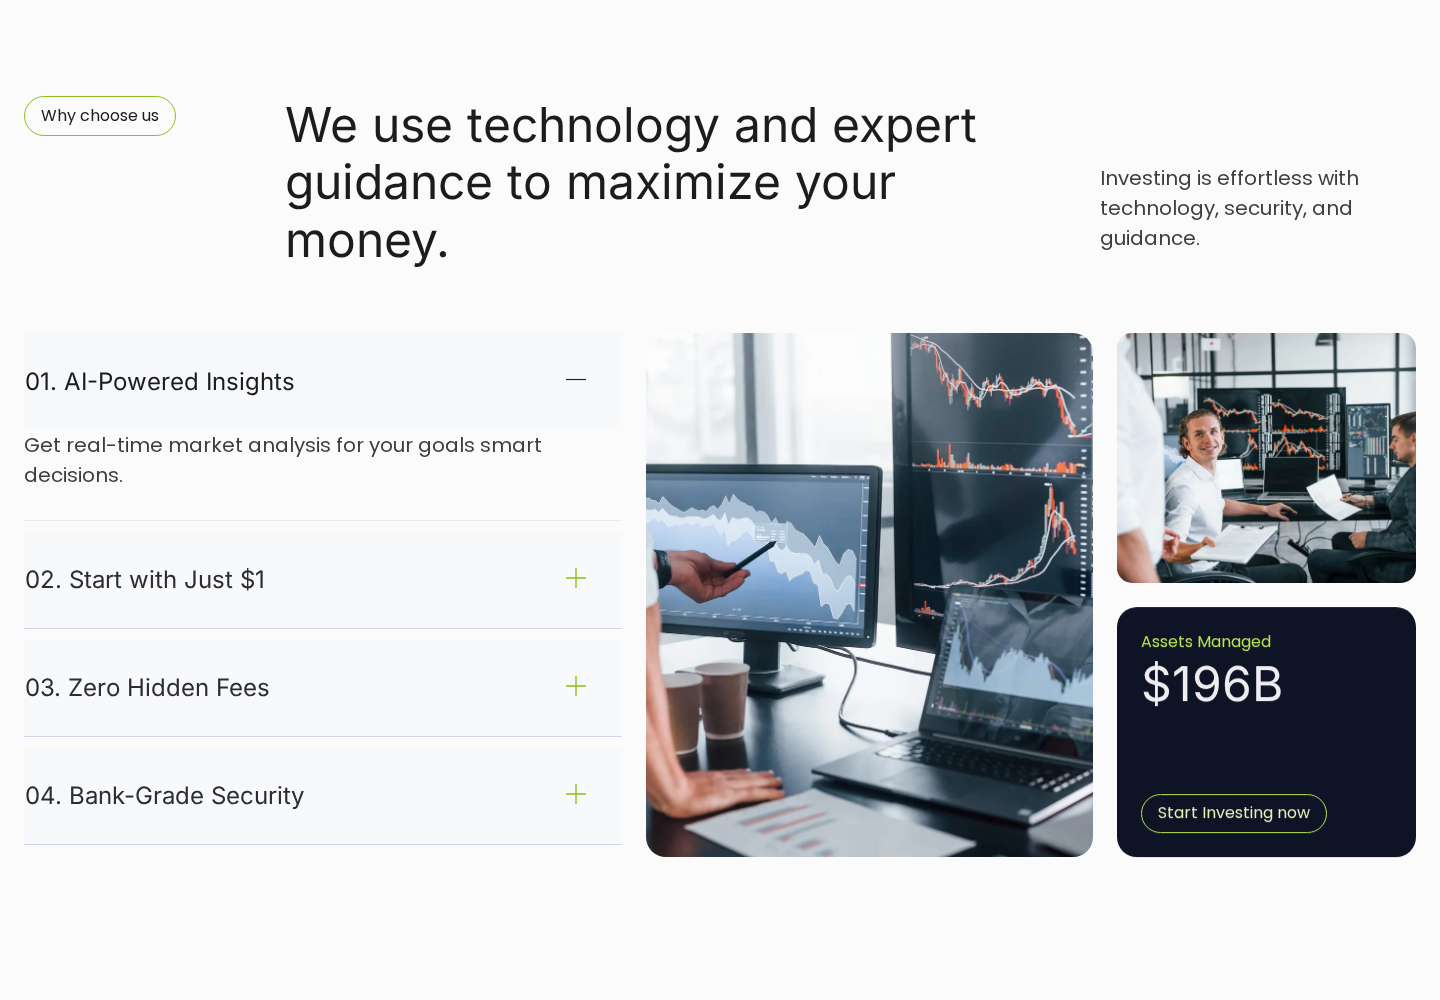 Why choose us
We use technology and expert
guidance to maximize your
money.
Investing is effortless with
technology, security, and
guidance.
01. AI-Powered Insights
Get real-time market analysis for your goals smart
decisions.
02. Start with Just $1
03. Zero Hidden Fees
04. Bank-Grade Security
Assets Managed
$196B
Start Investing now